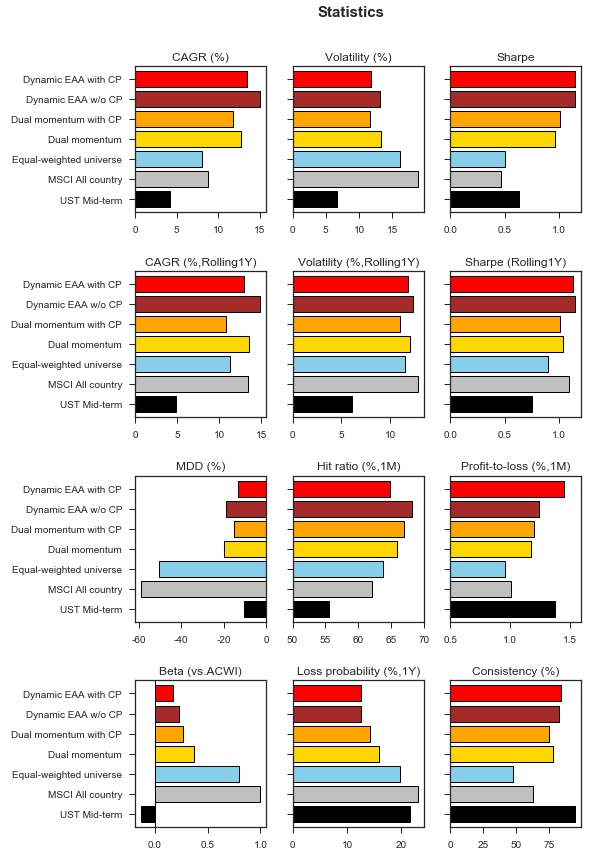 Statistics
CAGR (%) Volatility (%) Sharpe
Dynamic EAA with CP
Dynamic EAA w/o CP
Dual momentum with CP
Dual momentum
Equal-weighted universe
MSCI All country
UST Mid-term
0 5 10 15 0 5 10 15 0.0 0.5 1.0
CAGR (%,Rolling1Y) Volatility (%,Rolling1Y) Sharpe (Rolling1Y)
Dynamic EAA with CP
Dynamic EAA w/o CP
Dual momentum with CP
Dual momentum
Equal-weighted universe
MSCI All country
UST Mid-term
0 5 10 15 0 5 10 0.0 0.5 1.0
MDD (%) Hit ratio (%,1M) Profit-to-loss (%,1M)
Dynamic EAA with CP
Dynamic EAA w/o CP
Dual momentum with CP
Dual momentum
Equal-weighted universe
MSCI All country
UST Mid-term
-60 -40 -20 0 50 55 60 65 70 0.5 1.0 1.5
Beta (vs.ACWI) Loss probability (%,1Y) Consistency (%)
Dynamic EAA with CP
Dynamic EAA w/o CP
Dual momentum with CP
Dual momentum
Equal-weighted universe
MSCI All country
UST Mid-term
0.0 0.5 1.0 0 10 20 0 25 50 75